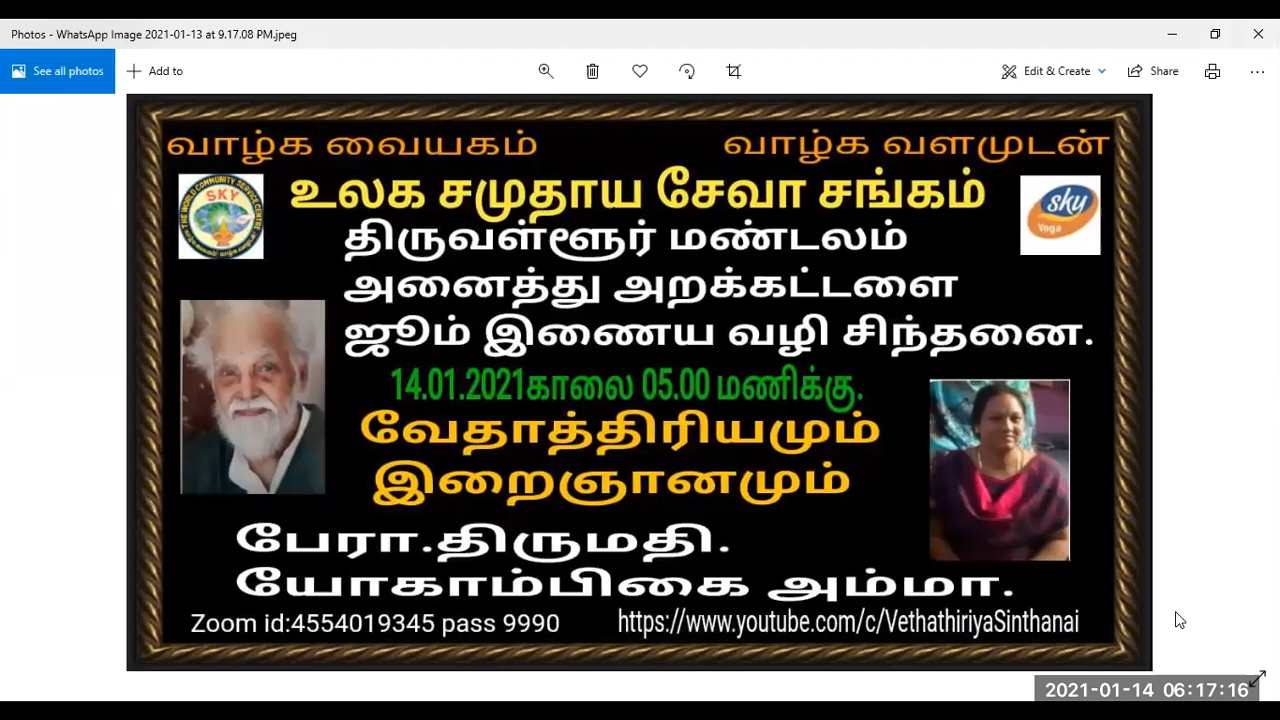 Photos - WhatsApp Image 2021-01-13 at 9.17.08 PM.jpeg
See all photos
Add to
Edit & Create
Share
வாழ்க வையகம்
வாழ்க வளமுடன்
உலக சமுதாய சேவா சங்கம்
SKY
sky
Yoga
திருவள்ளூர் மண்டலம்
அனைத்து அறக்கட்டளை
ஜூம் இணைய வழி சிந்தனை.
14.01.2021காலை 05.00 மணிக்கு.
வேதாத்திரியமும்
இறைஞானமும்
பேரா.திருமதி.
யோகாம்பிகை அம்மா.
Zoom id:4554019345 pass 9990
https://www.youtube.com/c/VethathiriyaSinthanai
2021-01-14 06:17:16